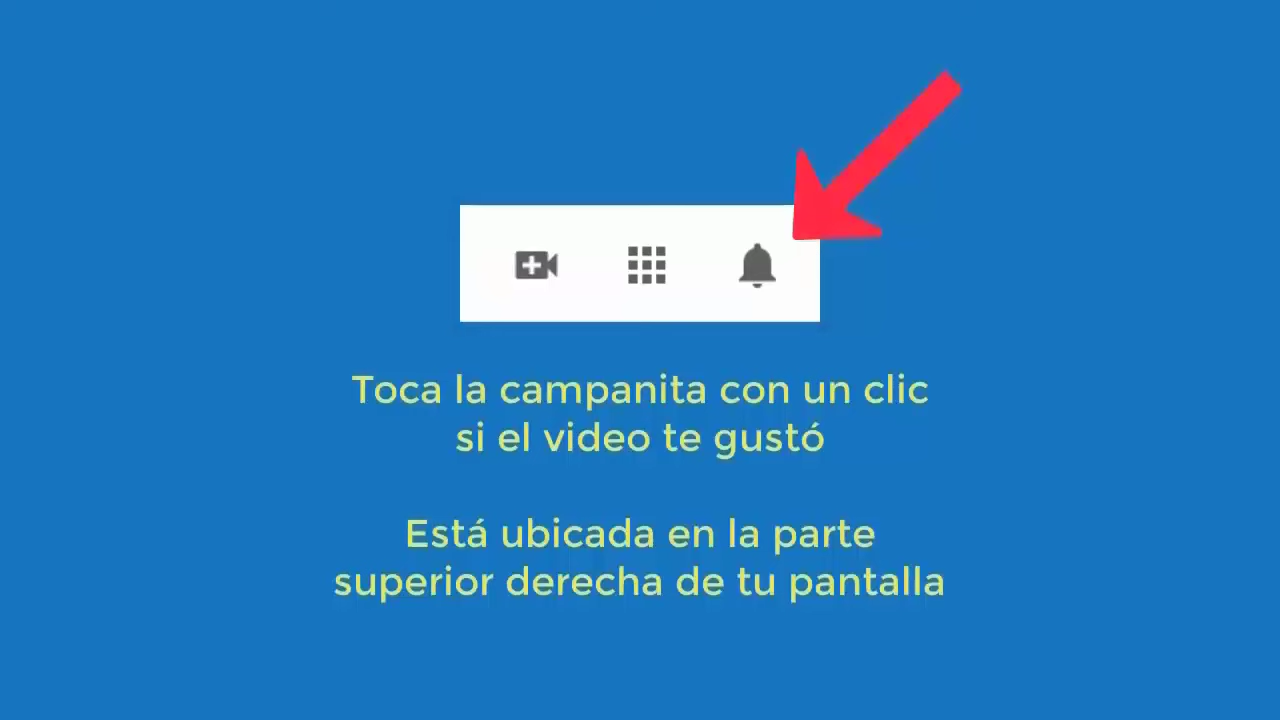 Toca la campanita con un clic
si el video te gustó
Está ubicada en la parte
superior derecha de tu pantalla